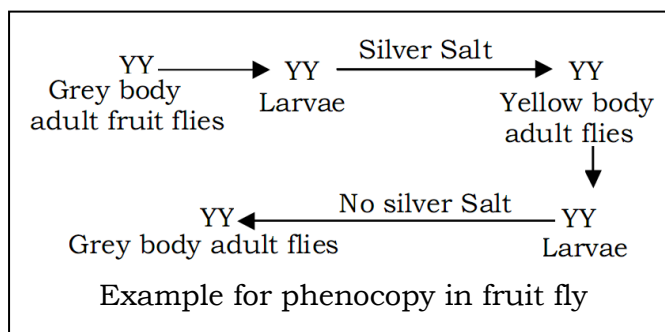 YY
Grey body
adult fruit flies
YY
Larvae
Silver Salt
YY
Yellow body
adult flies
YY
Grey body adult flies
No silver Salt
YY
Larvae
Example for phenocopy in fruit fly